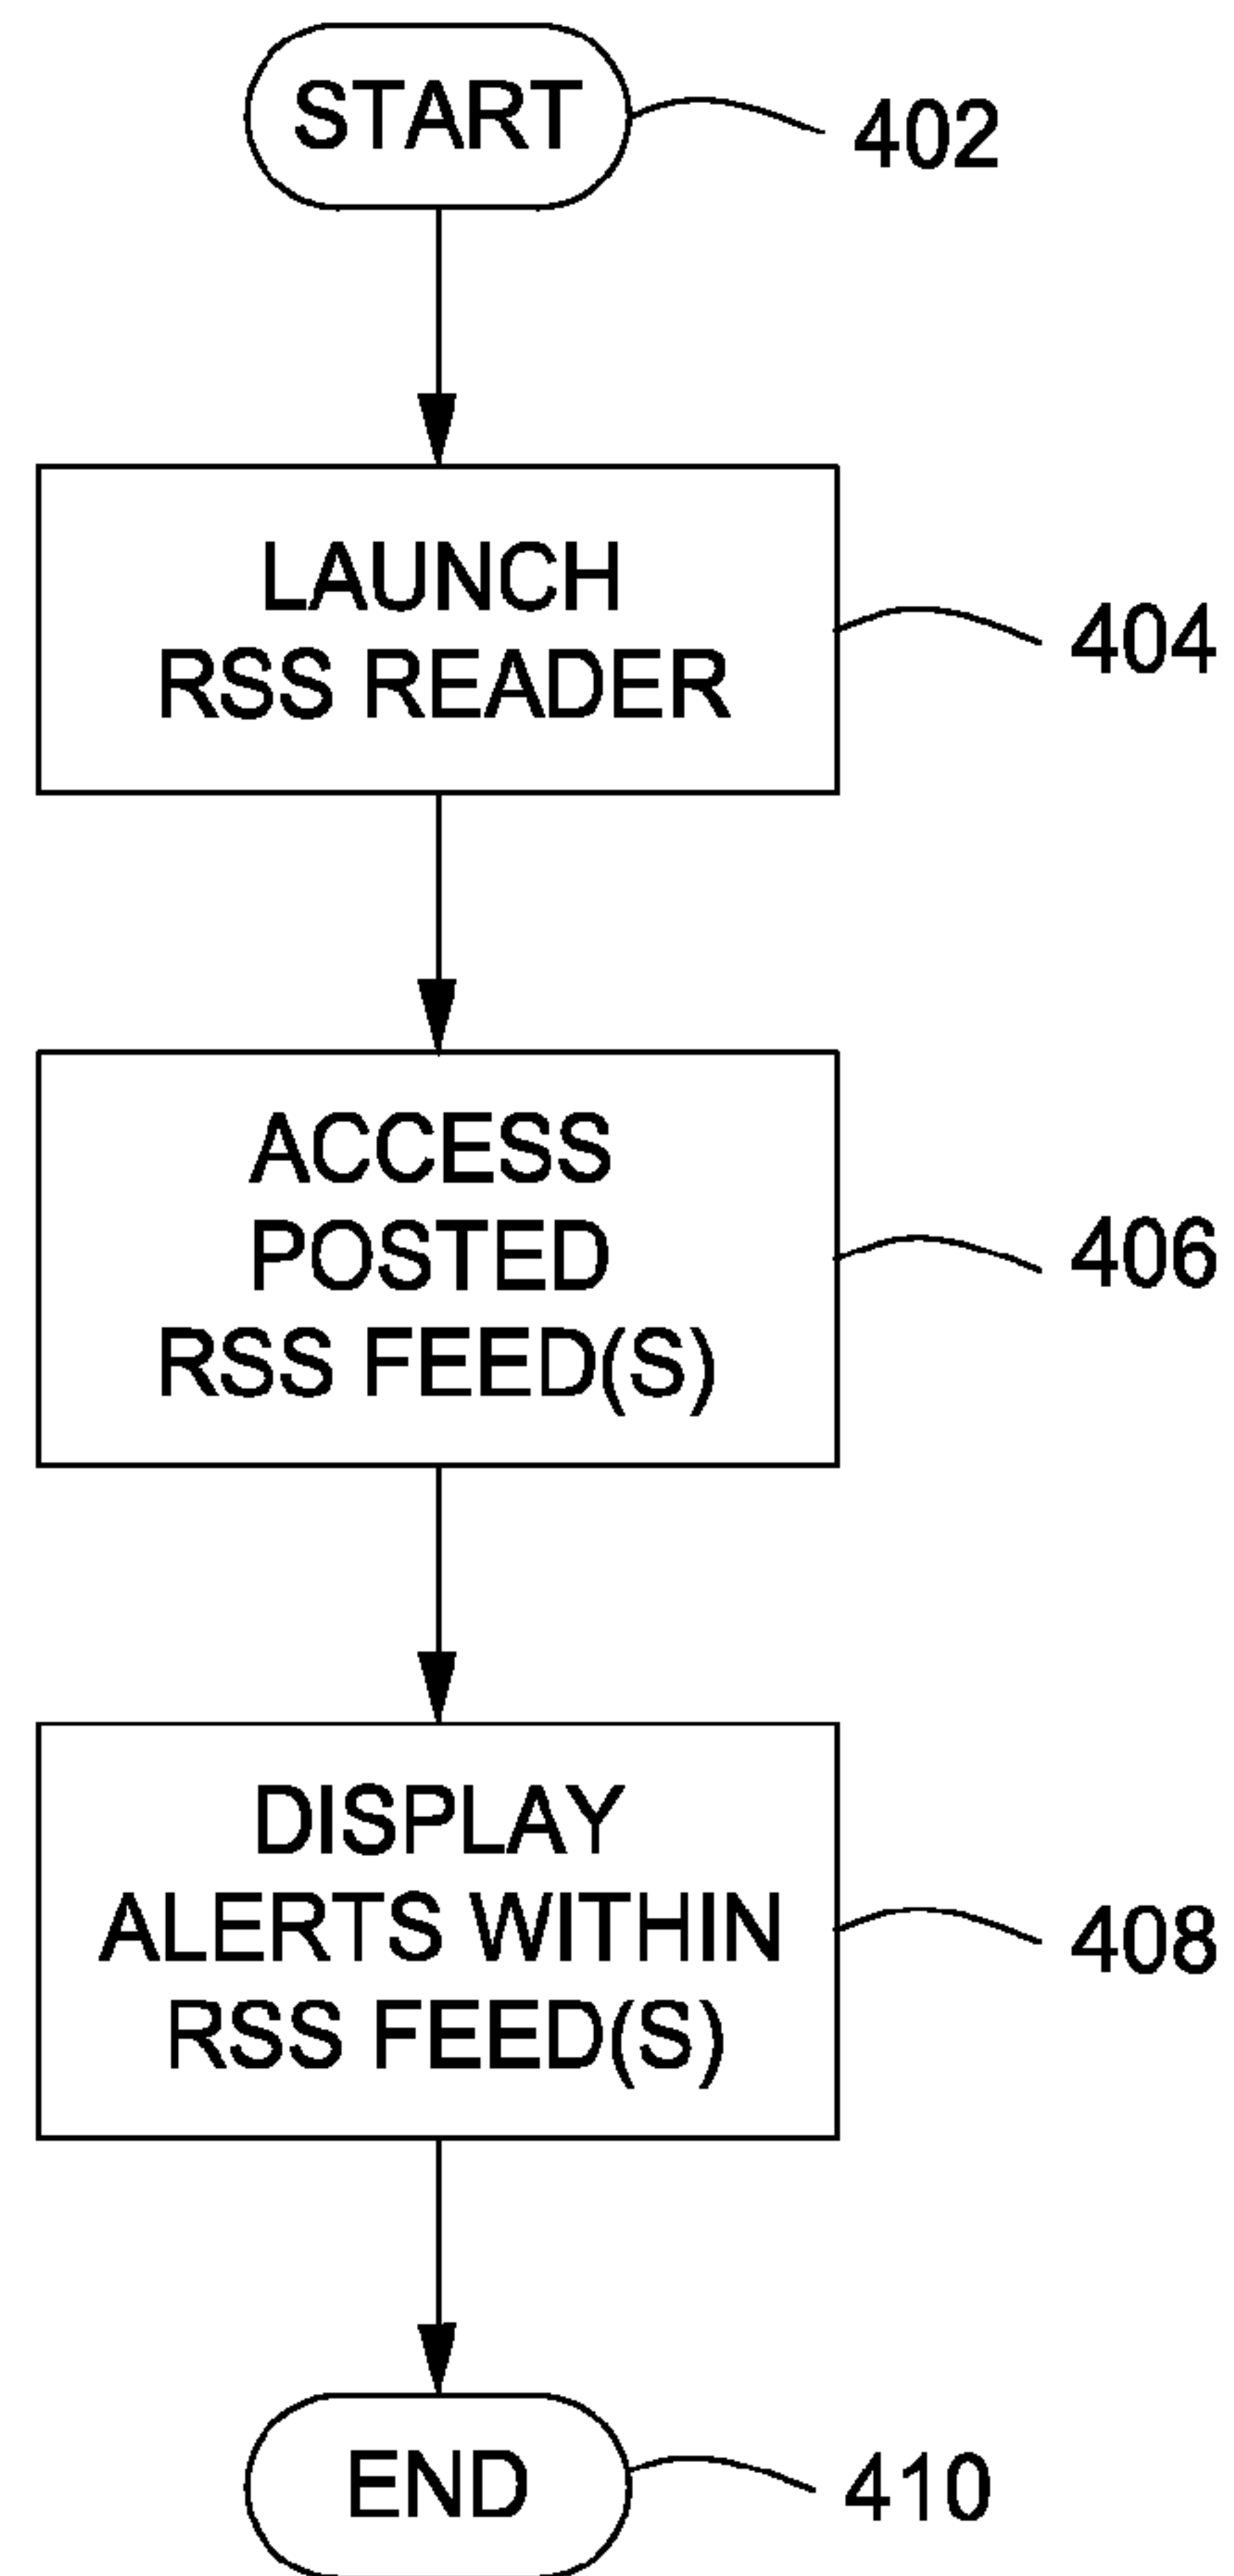 START
402
LAUNCH
RSS READER
404
ACCESS
POSTED
RSS FEED(S)
406
DISPLAY
ALERTS WITHIN
RSS FEED(S)
408
END
410